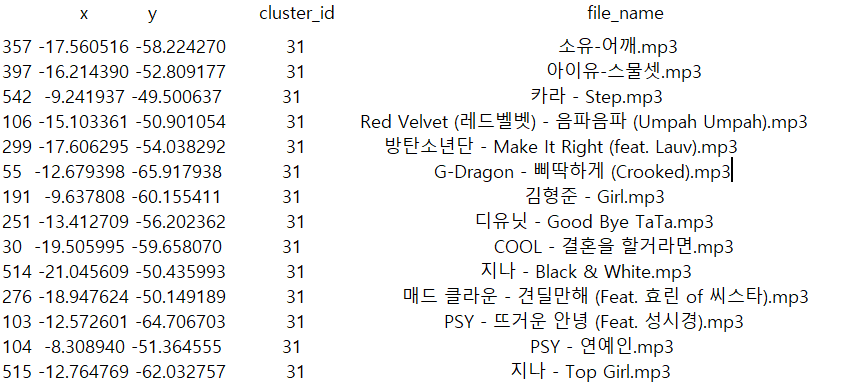 x y cluster_id file_name
357 -17.560516 -58.224270 31 소유-어깨.mp3
397 -16.214390 -52.809177 31 아이유-스물셋.mp3
542 -9.241937 -49.500637 31 카라 - Step.mp3
106 -15.103361 -50.901054 31 Red Velvet (레드벨벳) - 음파음파 (Umpah Umpah).mp3
299 -17.606295 -54.038292 31 방탄소년단 - Make It Right (feat. Lauv).mp3
55 -12.679398 -65.917938 31 G-Dragon - 삐딱하게 (Crooked).mp3
191 -9.637808 -60.155411 31 김형준 - Girl.mp3
251 -13.412709 -56.202362 31 디유닛 - Good Bye TaTa.mp3
30 -19.505995 -59.658070 31 COOL - 결혼을 할거라면.mp3
514 -21.045609 -50.435993 31 지나 - Black & White.mp3
276 -18.947624 -50.149189 31 매드 클라운 - 견딜만해 (Feat. 효린 of 씨스타).mp3
103 -12.572601 -64.706703 31 PSY - 뜨거운 안녕 (Feat. 성시경).mp3
104 -8.308940 -51.364555 31 PSY - 연예인.mp3
515 -12.764769 -62.032757 31 지나 - Top Girl.mp3